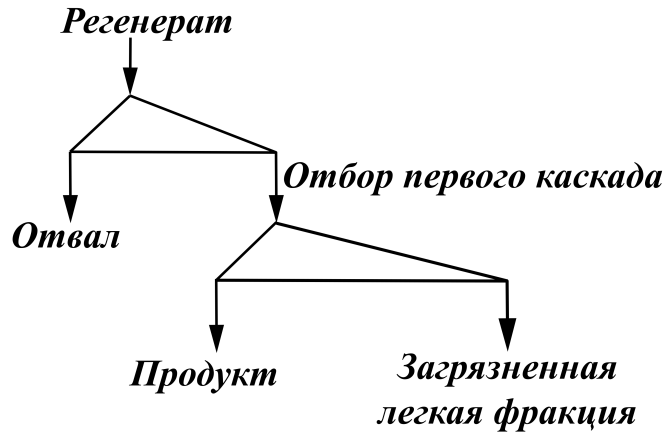 Регенерат
Отбор первого каскада
Отвал
Продукт
Загрязненная
легкая фракция